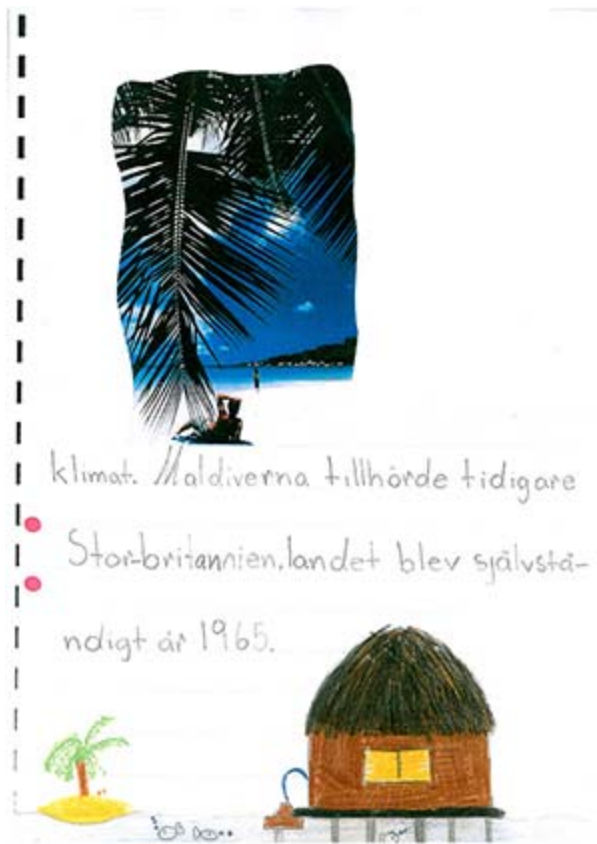 klimat. Maldiverna tillhörde tidigare
Stor-britannien.landet blev självstä-
ndigt år 1965.